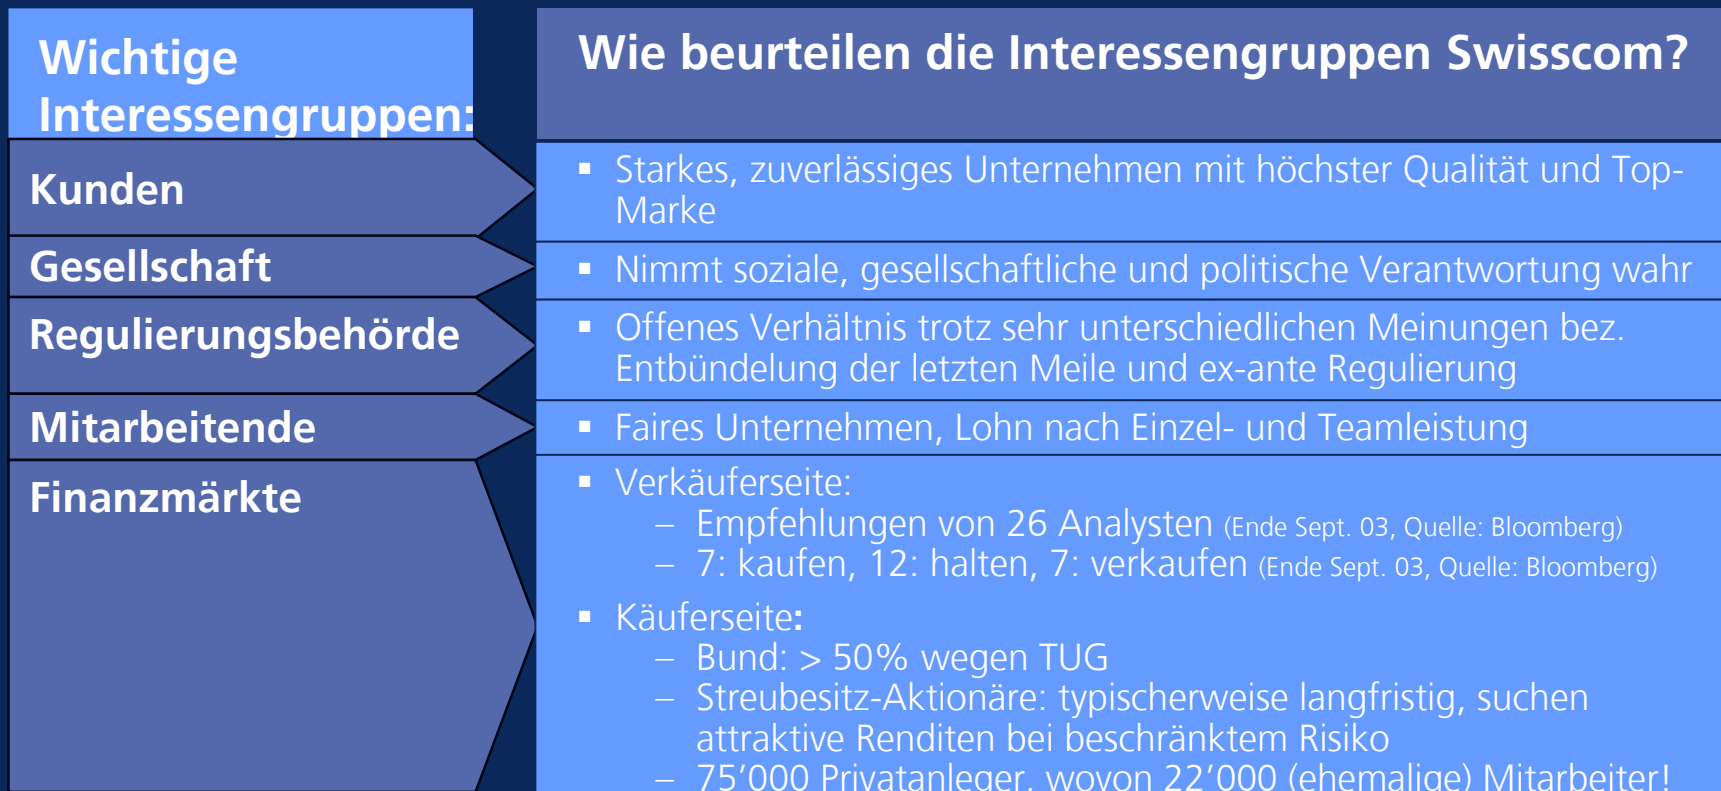 Wichtige
Interessengruppen:
Wie beurteilen die Interessengruppen Swisscom?
Kunden
▪ Starkes, zuverlässiges Unternehmen mit höchster Qualität und Top-
Marke
Gesellschaft
▪ Nimmt soziale, gesellschaftliche und politische Verantwortung wahr
Regulierungsbehörde
▪ Offenes Verhältnis trotz sehr unterschiedlichen Meinungen bez.
Entbündelung der letzten Meile und ex-ante Regulierung
Mitarbeitende
▪ Faires Unternehmen, Lohn nach Einzel- und Teamleistung
Finanzmärkte
▪ Verkäuferseite:
– Empfehlungen von 26 Analysten (Ende Sept. 03, Quelle: Bloomberg)
– 7: kaufen, 12: halten, 7: verkaufen (Ende Sept. 03, Quelle: Bloomberg)
▪ Käuferseite:
– Bund: > 50% wegen TUG
– Streubesitz-Aktionäre: typischerweise langfristig, suchen
attraktive Renditen bei beschränktem Risiko
– 75’000 Privatanleger, wovon 22’000 (ehemalige) Mitarbeiter!